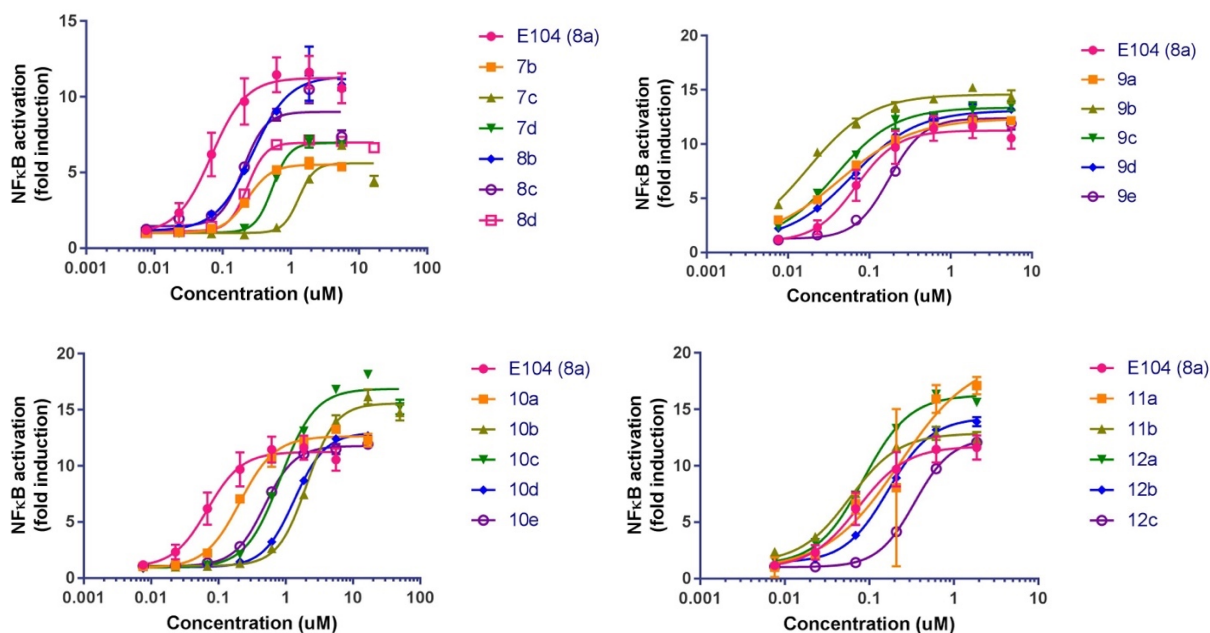 15
10
5
0
NFκB activation
(fold induction)
0.001
0.01
0.1
1
10
100
Concentration (uM)
E104 (8a)
7b
7c
7d
8b
8c
8d
20
15
10
5
0
NFκB activation
(fold induction)
0.001
0.01
0.1
1
10
Concentration (uM)
E104 (8a)
9a
9b
9c
9d
9e
20
15
10
5
0
NFκB activation
(fold induction)
0.001
0.01
0.1
1
10
100
Concentration (uM)
E104 (8a)
10a
10b
10c
10d
10e
20
15
10
5
0
NFκB activation
(fold induction)
0.001
0.01
0.1
1
10
Concentration (uM)
E104 (8a)
11a
11b
12a
12b
12c